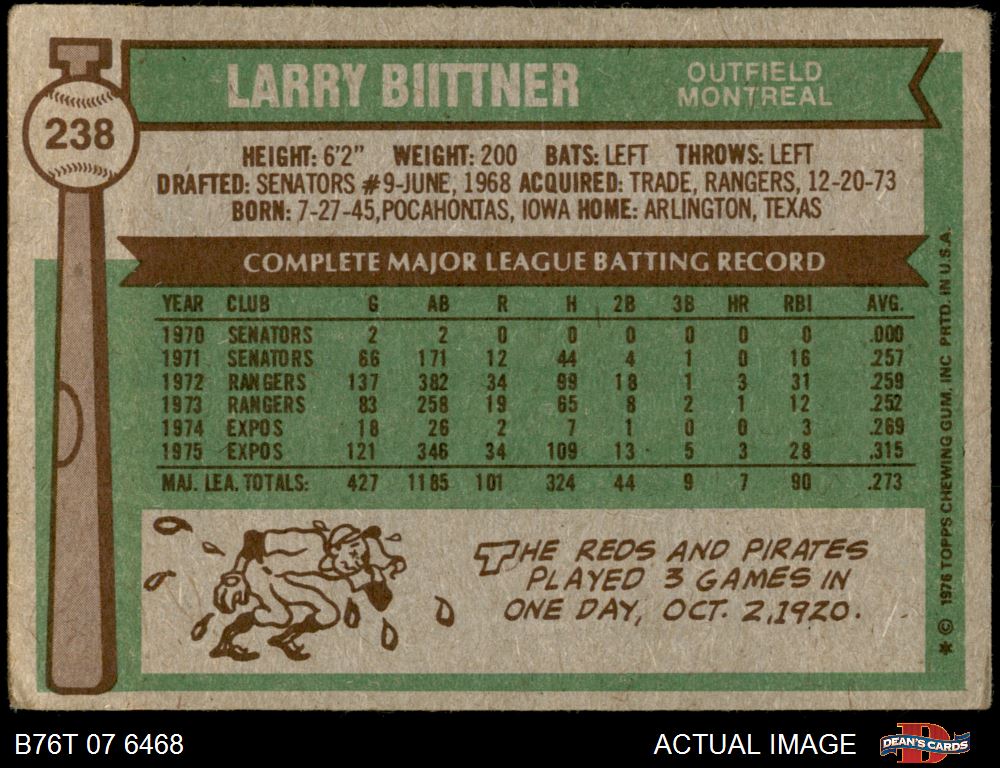 238
LARRY BIITTNER
OUTFIELD
MONTREAL
HEIGHT: 6'2" WEIGHT: 200 BATS: LEFT THROWS: LEFT
DRAFTED: SENATORS #9-JUNE, 1968 ACQUIRED: TRADE, RANGERS, 12-20-73
BORN: 7-27-45, POCAHONTAS, IOWA HOME: ARLINGTON, TEXAS
COMPLETE MAJOR LEAGUE BATTING RECORD
YEAR CLUB G AB R H 2B 3B HR RBI AVG.
1970 SENATORS 2 2 0 0 0 0 0 0 .000
1971 SENATORS 66 171 12 44 4 1 0 16 .257
1972 RANGERS 137 382 34 99 18 1 3 31 .259
1973 RANGERS 83 258 19 65 8 2 1 12 .252
1974 EXPOS 18 26 2 7 1 0 0 3 .269
1975 EXPOS 121 346 34 109 13 5 3 28 .315
MAJ. LEA. TOTALS: 427 1185 101 324 44 9 7 90 .273
THE REDS AND PIRATES
PLAYED 3 GAMES IN
ONE DAY, OCT. 2, 1920.
* © 1976 TOPPS CHEWING GUM, INC. PRTD. IN U.S.A.
B76T 07 6468
ACTUAL IMAGE
DEAN'S CARDS